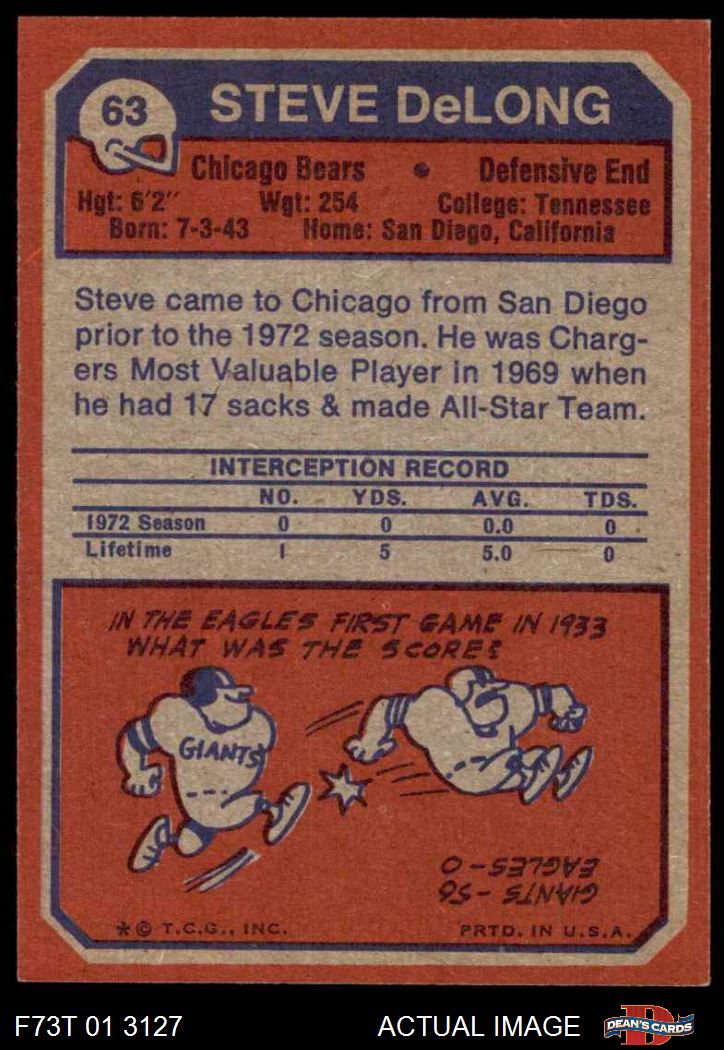 63
STEVE DeLONG
Chicago Bears • Defensive End
Hgt: 6'2" Wgt: 254 College: Tennessee
Born: 7-3-43 Home: San Diego, California
Steve came to Chicago from San Diego
prior to the 1972 season. He was Charg-
ers Most Valuable Player in 1969 when
he had 17 sacks & made All-Star Team.
INTERCEPTION RECORD
NO. YDS. AVG. TDS.
1972 Season 0 0 0.0 0
Lifetime 1 5 5.0 0
IN THE EAGLES FIRST GAME IN 1933
WHAT WAS THE SCORE?
GIANTS
GIANTS - 56
EAGLES - 0
*© T.C.G., INC. PRTD. IN U.S.A.
F73T 01 3127 ACTUAL IMAGE
D
DEAN'S CARDS